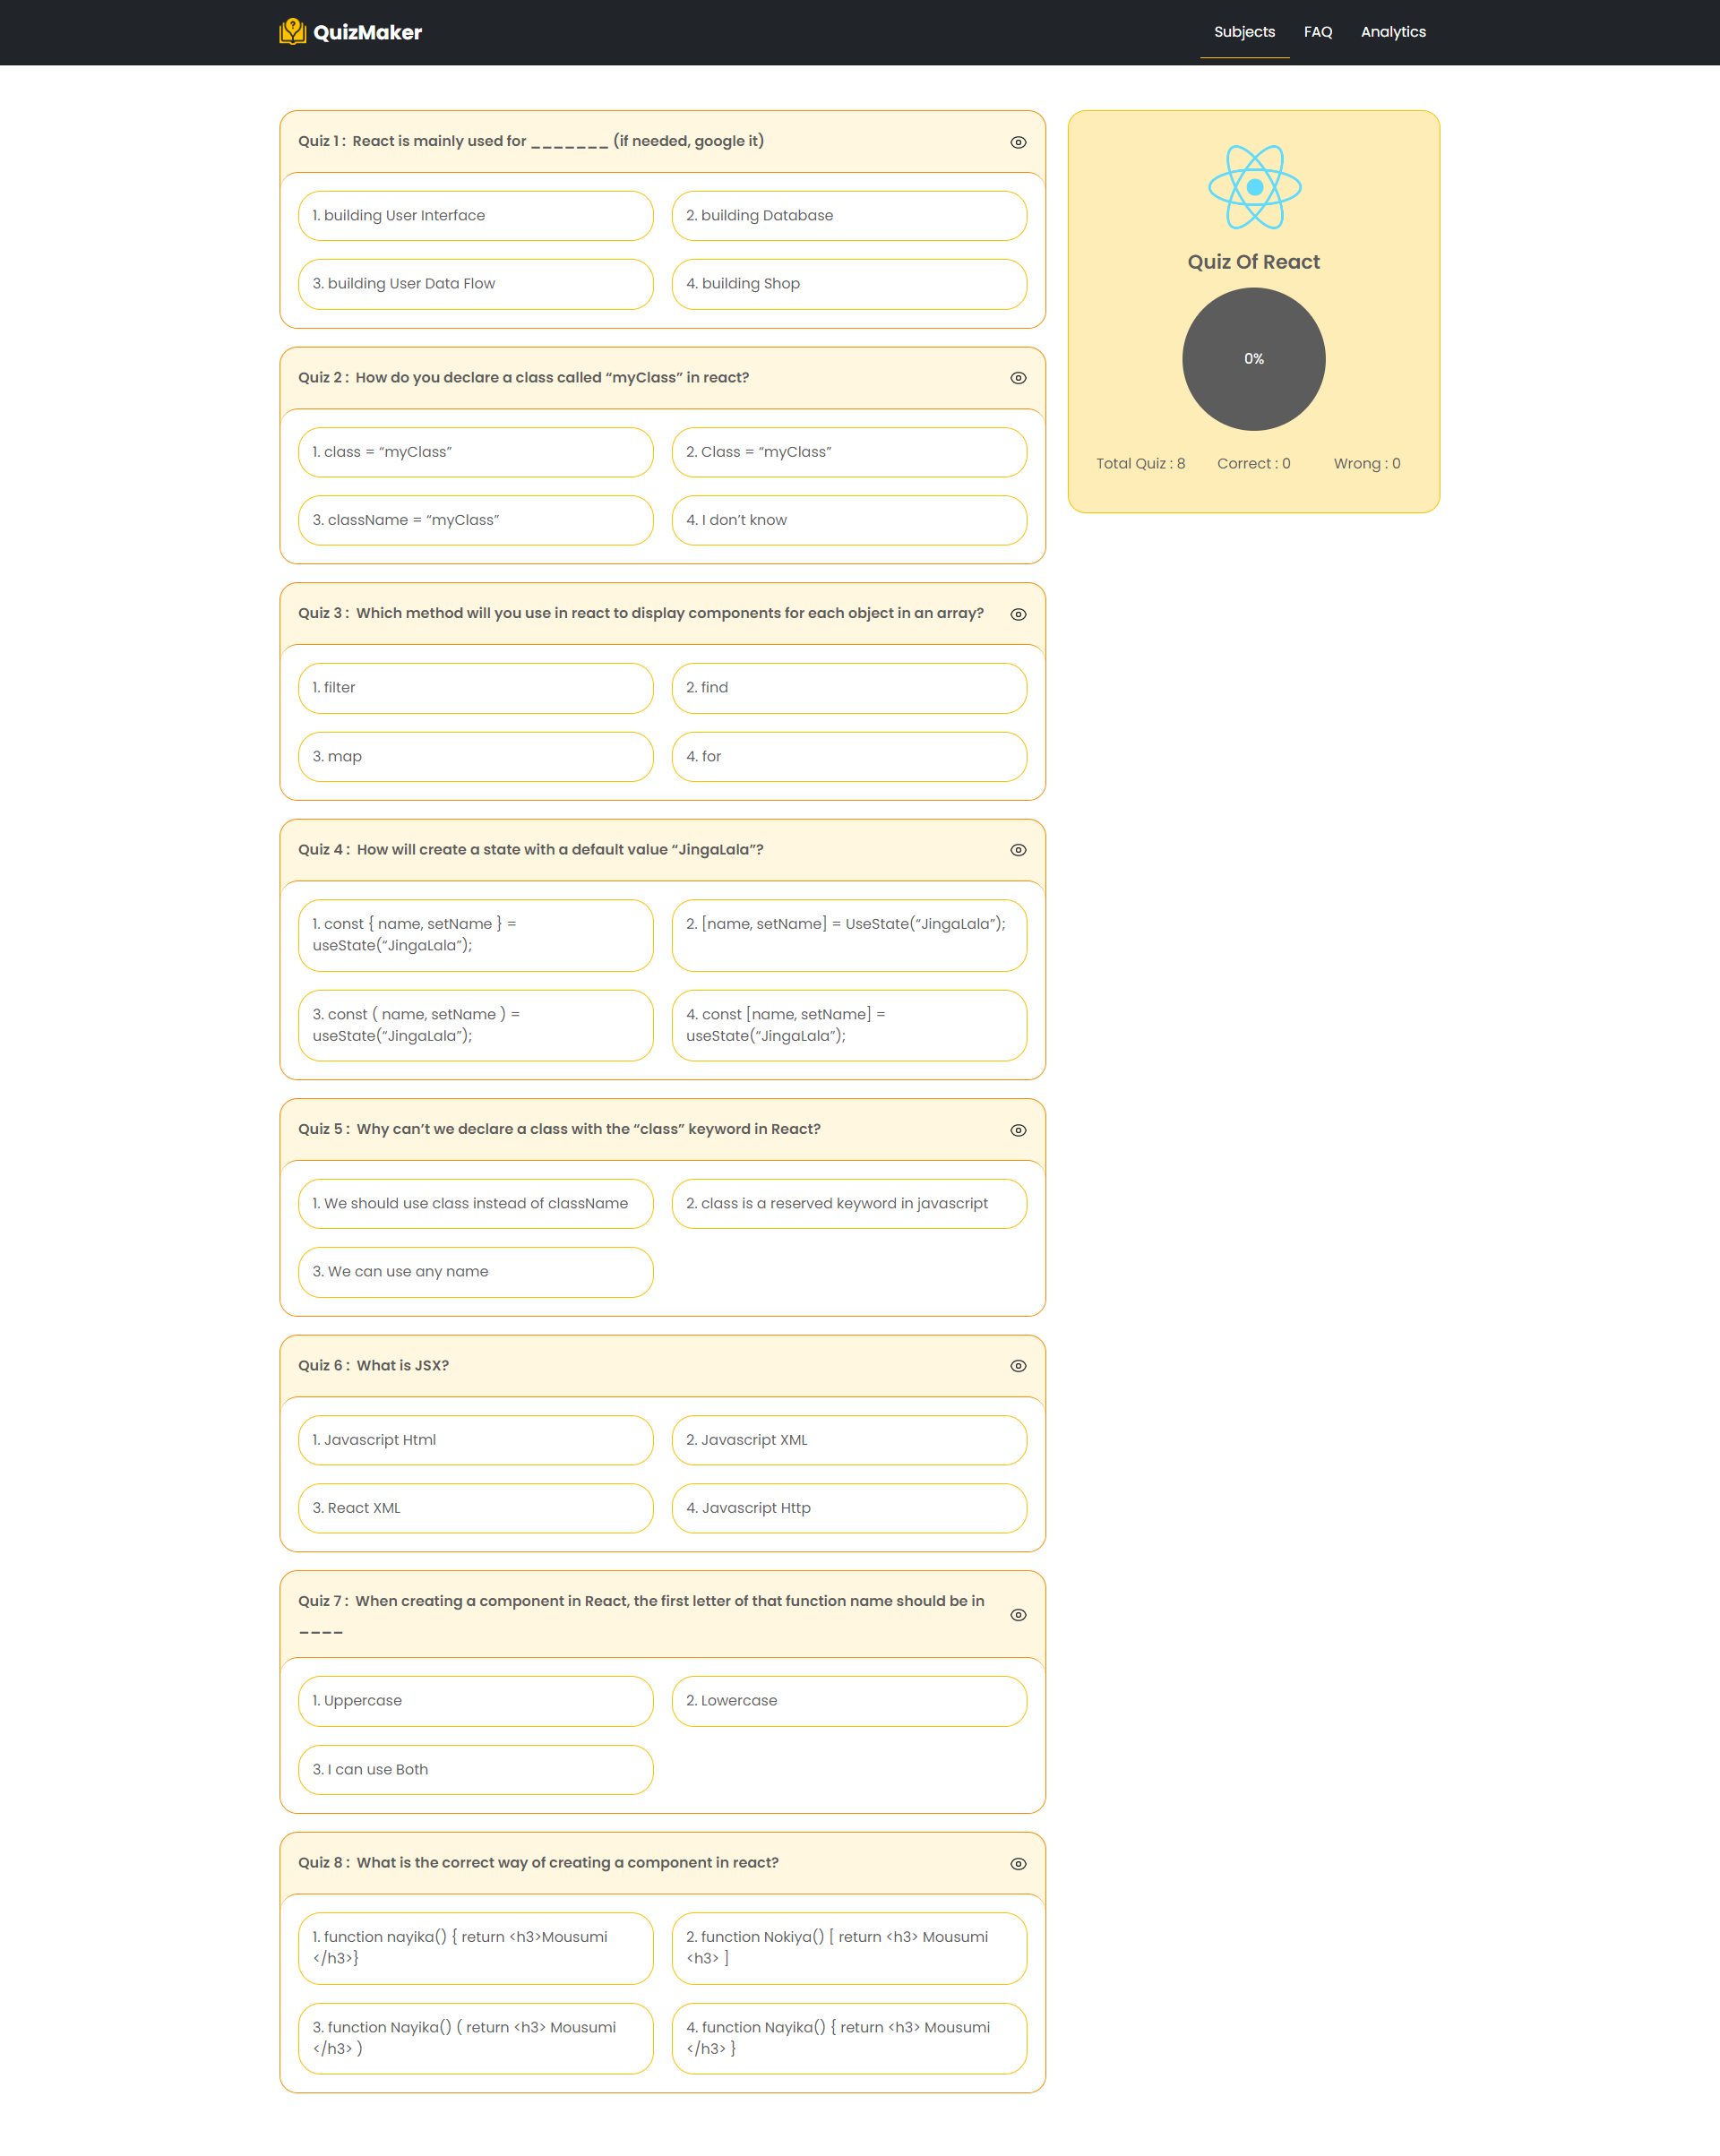 QuizMaker
Subjects FAQ Analytics
Quiz 1 : React is mainly used for _______ (if needed, google it)
1. building User Interface
2. building Database
3. building User Data Flow
4. building Shop
Quiz 2 : How do you declare a class called “myClass” in react?
1. class = “myClass”
2. Class = “myClass”
3. className = “myClass”
4. I don’t know
Quiz 3 : Which method will you use in react to display components for each object in an array?
1. filter
2. find
3. map
4. for
Quiz 4 : How will create a state with a default value “JingaLala”?
1. const { name, setName } =
useState(“JingaLala”);
2. [name, setName] = UseState(“JingaLala”);
3. const ( name, setName ) =
useState(“JingaLala”);
4. const [name, setName] =
useState(“JingaLala”);
Quiz 5 : Why can’t we declare a class with the “class” keyword in React?
1. We should use class instead of className
2. class is a reserved keyword in javascript
3. We can use any name
Quiz 6 : What is JSX?
1. Javascript Html
2. Javascript XML
3. React XML
4. Javascript Http
Quiz 7 : When creating a component in React, the first letter of that function name should be in
____
1. Uppercase
2. Lowercase
3. I can use Both
Quiz 8 : What is the correct way of creating a component in react?
1. function nayika() { return <h3>Mousumi
</h3>}
2. function Nokiya() [ return <h3> Mousumi
<h3> ]
3. function Nayika() ( return <h3> Mousumi
</h3> )
4. function Nayika() { return <h3> Mousumi
</h3> }
Quiz Of React
0%
Total Quiz : 8 Correct : 0 Wrong : 0